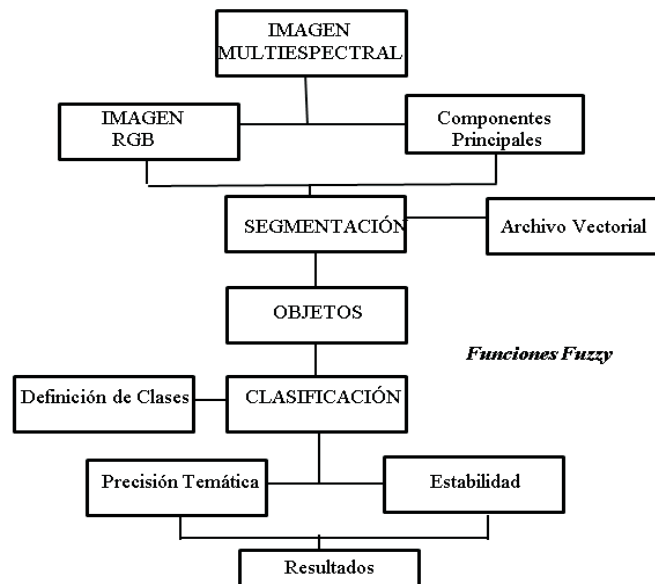 IMAGEN
MULTIESPECTRAL
IMAGEN
RGB
Componentes
Principales
SEGMENTACIÓN
Archivo Vectorial
OBJETOS
Funciones Fuzzy
Definición de Clases
CLASIFICACIÓN
Precisión Temática
Estabilidad
Resultados